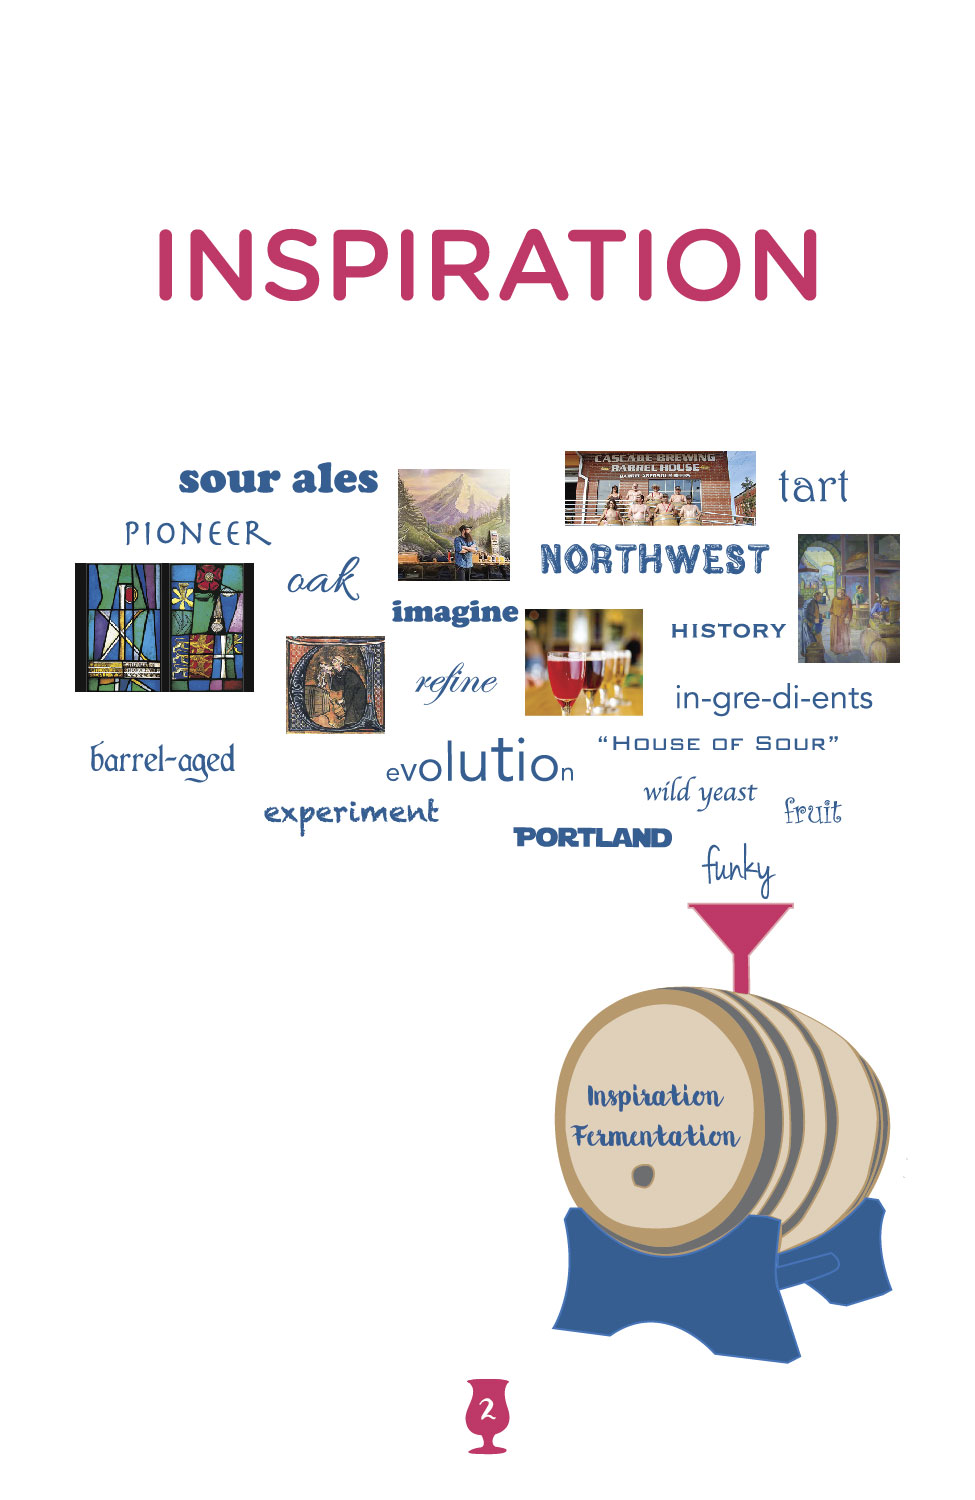 INSPIRATION
sour ales
CASCADE BREWING
BARREL HOUSE
tart
PIONEER
oak
NORTHWEST
imagine
HISTORY
refine
in-gre-di-ents
barrel-aged
evolution
“HOUSE OF SOUR”
experiment
wild yeast
fruit
PORTLAND
funky
Inspiration
Fermentation
2